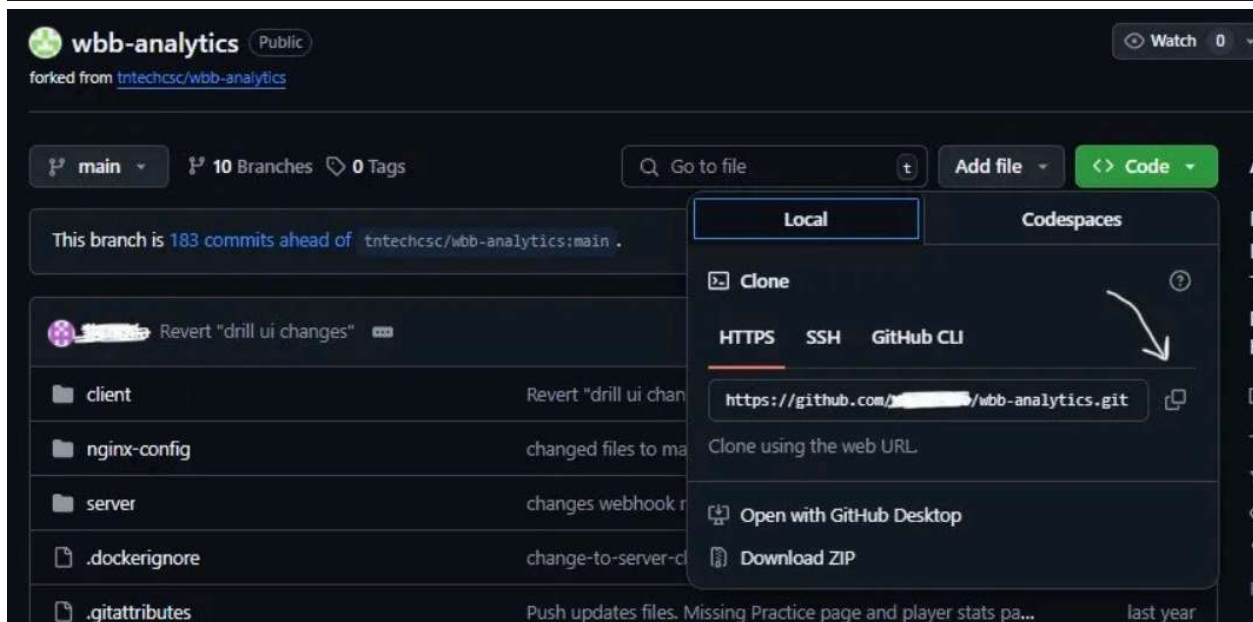 wbb-analytics Public
Watch 0
forked from tntechcsc/wbb-analytics
main 10 Branches 0 Tags
Go to file t
Add file
<> Code
This branch is 183 commits ahead of tntechcsc/wbb-analytics:main .
Local Codespaces
Clone
HTTPS SSH GitHub CLI
https://github.com/ /wbb-analytics.git
Clone using the web URL.
Open with GitHub Desktop
Download ZIP
Revert "drill ui changes"
client Revert "drill ui chan
nginx-config changed files to ma
server changes webhook r
.dockerignore change-to-server-cl
.gitattributes Push updates files. Missing Practice page and player stats pa... last year